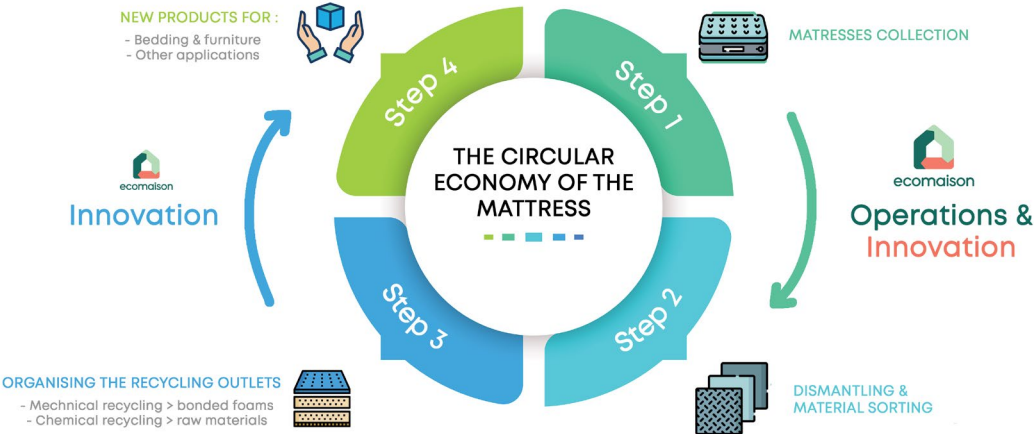 NEW PRODUCTS FOR :
- Bedding & furniture
- Other applications
Step 4
Step 1
MATRESSES COLLECTION
THE CIRCULAR
ECONOMY OF THE
MATTRESS
ecomaison
Innovation
ecomaison
Operations &
Innovation
Step 3
Step 2
ORGANISING THE RECYCLING OUTLETS
- Mechnical recycling > bonded foams
- Chemical recycling > raw materials
DISMANTLING &
MATERIAL SORTING